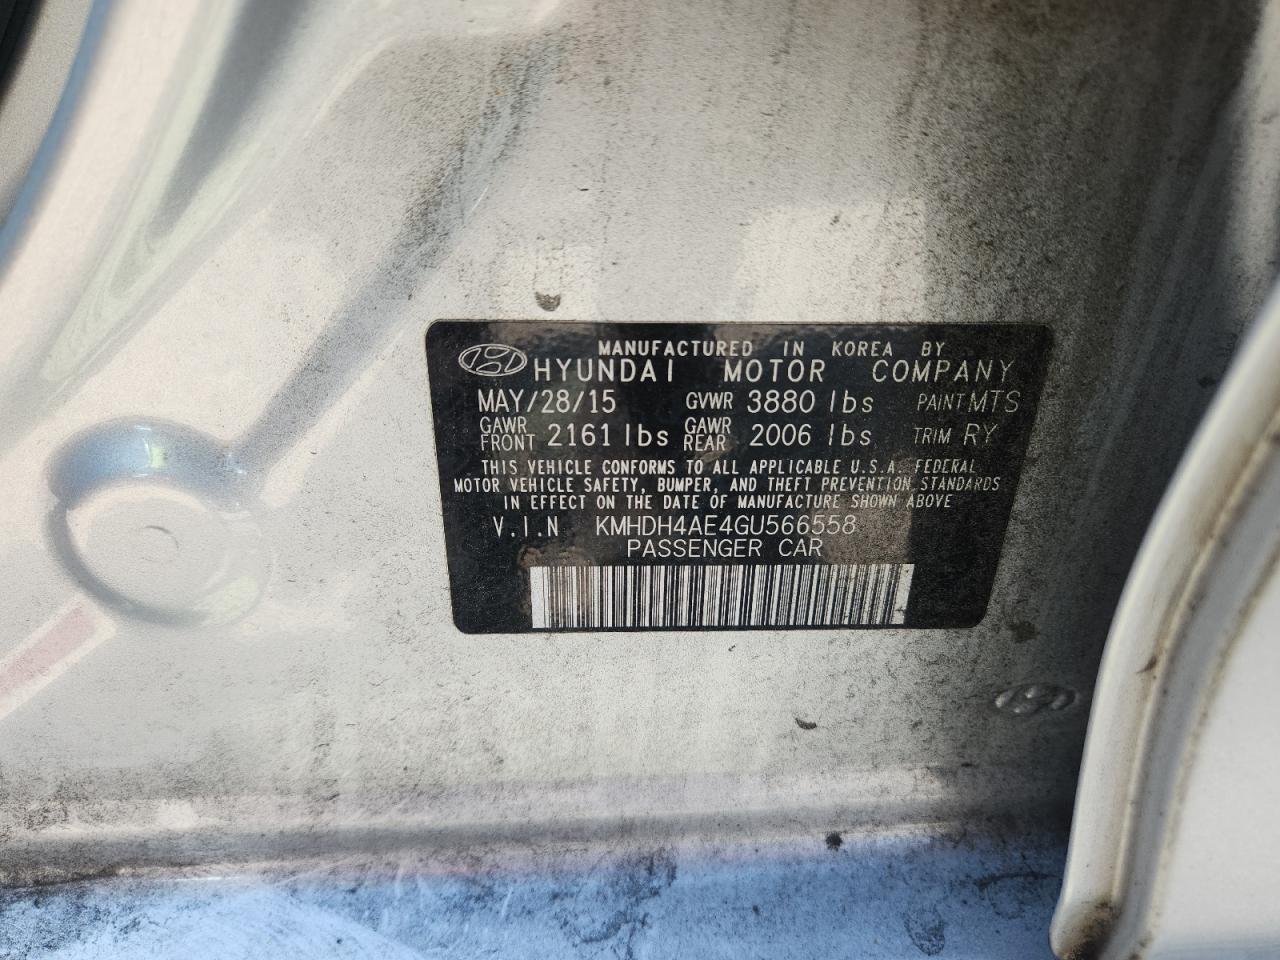 MANUFACTURED IN KOREA BY
HYUNDAI MOTOR COMPANY
MAY/28/15 GVWR 3880 lbs PAINT MTS
GAWR FRONT 2161 lbs GAWR REAR 2006 lbs TRIM RY
THIS VEHICLE CONFORMS TO ALL APPLICABLE U.S.A. FEDERAL
MOTOR VEHICLE SAFETY, BUMPER, AND THEFT PREVENTION STANDARDS
IN EFFECT ON THE DATE OF MANUFACTURE SHOWN ABOVE
V.I.N KMHDH4AE4GU566558
PASSENGER CAR